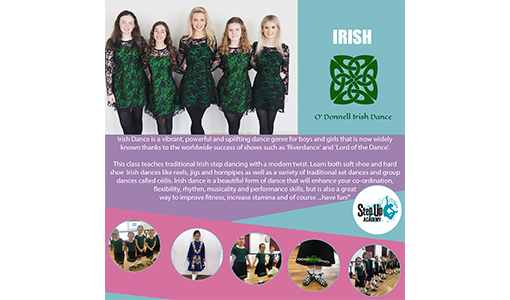 IRISH
O' Donnell Irish Dance
Irish Dance is a vibrant, powerful and uplifting dance genre for boys and girls that is now widely
known thanks to the worldwide success of shows such as 'Riverdance' and 'Lord of the Dance'.
This class teaches traditional Irish step dancing with a modern twist. Learn both soft shoe and hard
shoe Irish dances like reels, jigs and hornpipes as well as a variety of traditional set dances and group
dances called céilís. Irish dance is a beautiful form of dance that will enhance your co-ordination,
flexibility, rhythm, musicality and performance skills, but is also a great
way to improve fitness, increase stamina and of course ...have fun!"
Step Up
ACADEMY